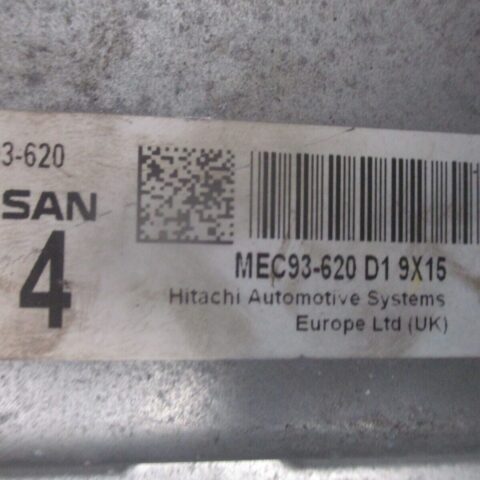 3-620
SAN
4
MEC93-620 D1 9X15
Hitachi Automotive Systems
Europe Ltd (UK)